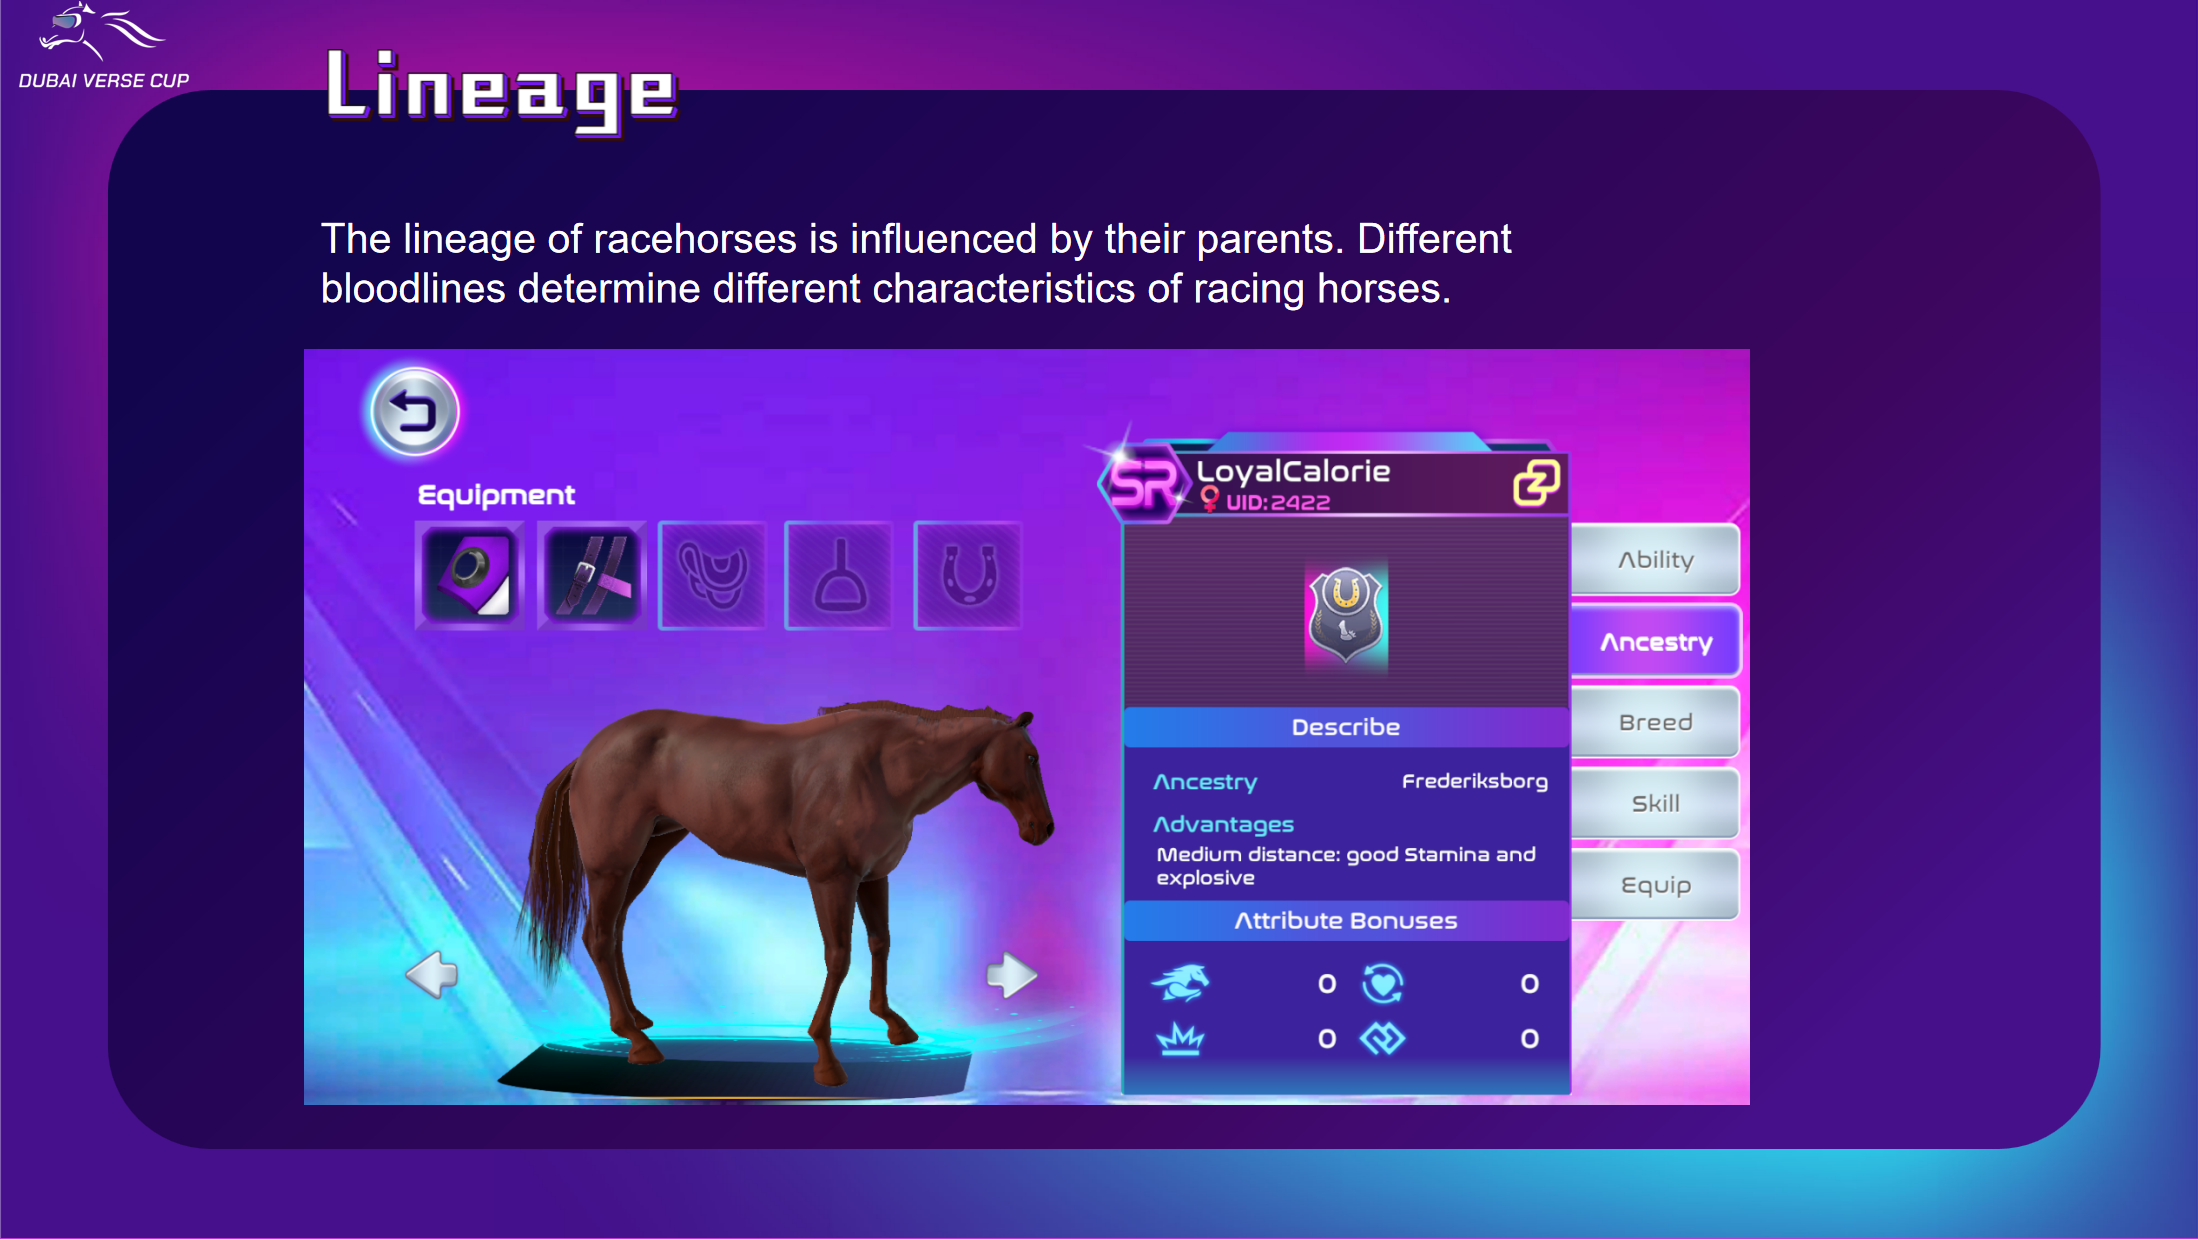 DUBAI VERSE CUP
Lineage
The lineage of racehorses is influenced by their parents. Different
bloodlines determine different characteristics of racing horses.
Equipment
SR
LoyalCalorie
UID:2422
Ability
Ancestry
Breed
Skill
Equip
Describe
Ancestry Frederiksborg
Advantages
Medium distance: good Stamina and
explosive
Attribute Bonuses
0 0
0 0